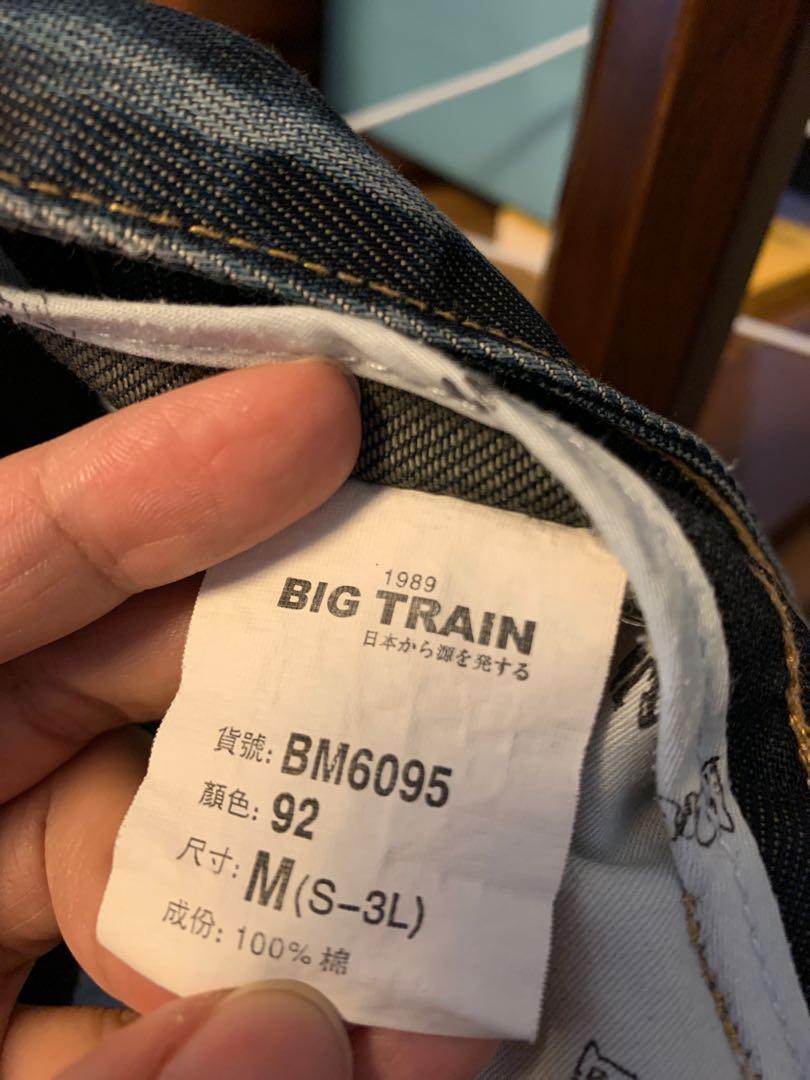 1989
BIG TRAIN
日本から源を発する
貨號: BM6095
顏色: 92
尺寸: M(S-3L)
成份: 100% 棉